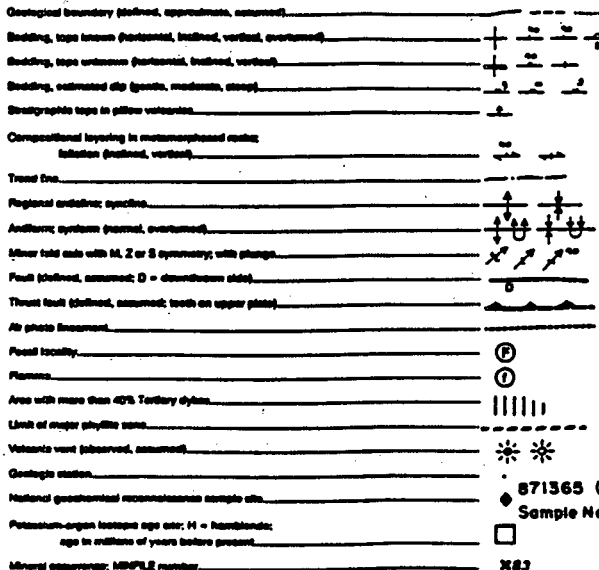 Geological boundary (defined, approximate, assumed)
Bedding, tops known (horizontal, inclined, vertical, overturned)
Bedding, tops unknown (horizontal, inclined, vertical)
Bedding, estimated dip (gentle, moderate, steep)
Stratigraphic tops in pillow volcanics
Compositional layering in metamorphosed rocks;
foliation (inclined, vertical)
Trend line
Regional anticline; syncline
Antiform; synform (normal, overturned)
Minor fold axis with M, Z or S symmetry; with plunge
Fault (defined, assumed; D = downthrown side)
D
Thrust fault (defined, assumed; teeth on upper plate)
Air photo lineament
Fossil locality F
Fiamme f
Area with more than 40% Tertiary dykes
Limit of major phyllite zone
Volcanic vent (observed, assumed)
Geologic station
National geochemical reconnaissance sample site 871365 (
Sample No
Potassium-argon isotopic age site; H = hornblende;
age in millions of years before present
Mineral occurrence; MINFILE number X83